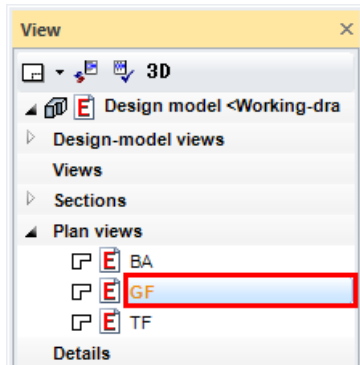 View
3D
E Design model <Working-dra
Design-model views
Views
Sections
Plan views
E BA
E GF
E TF
Details